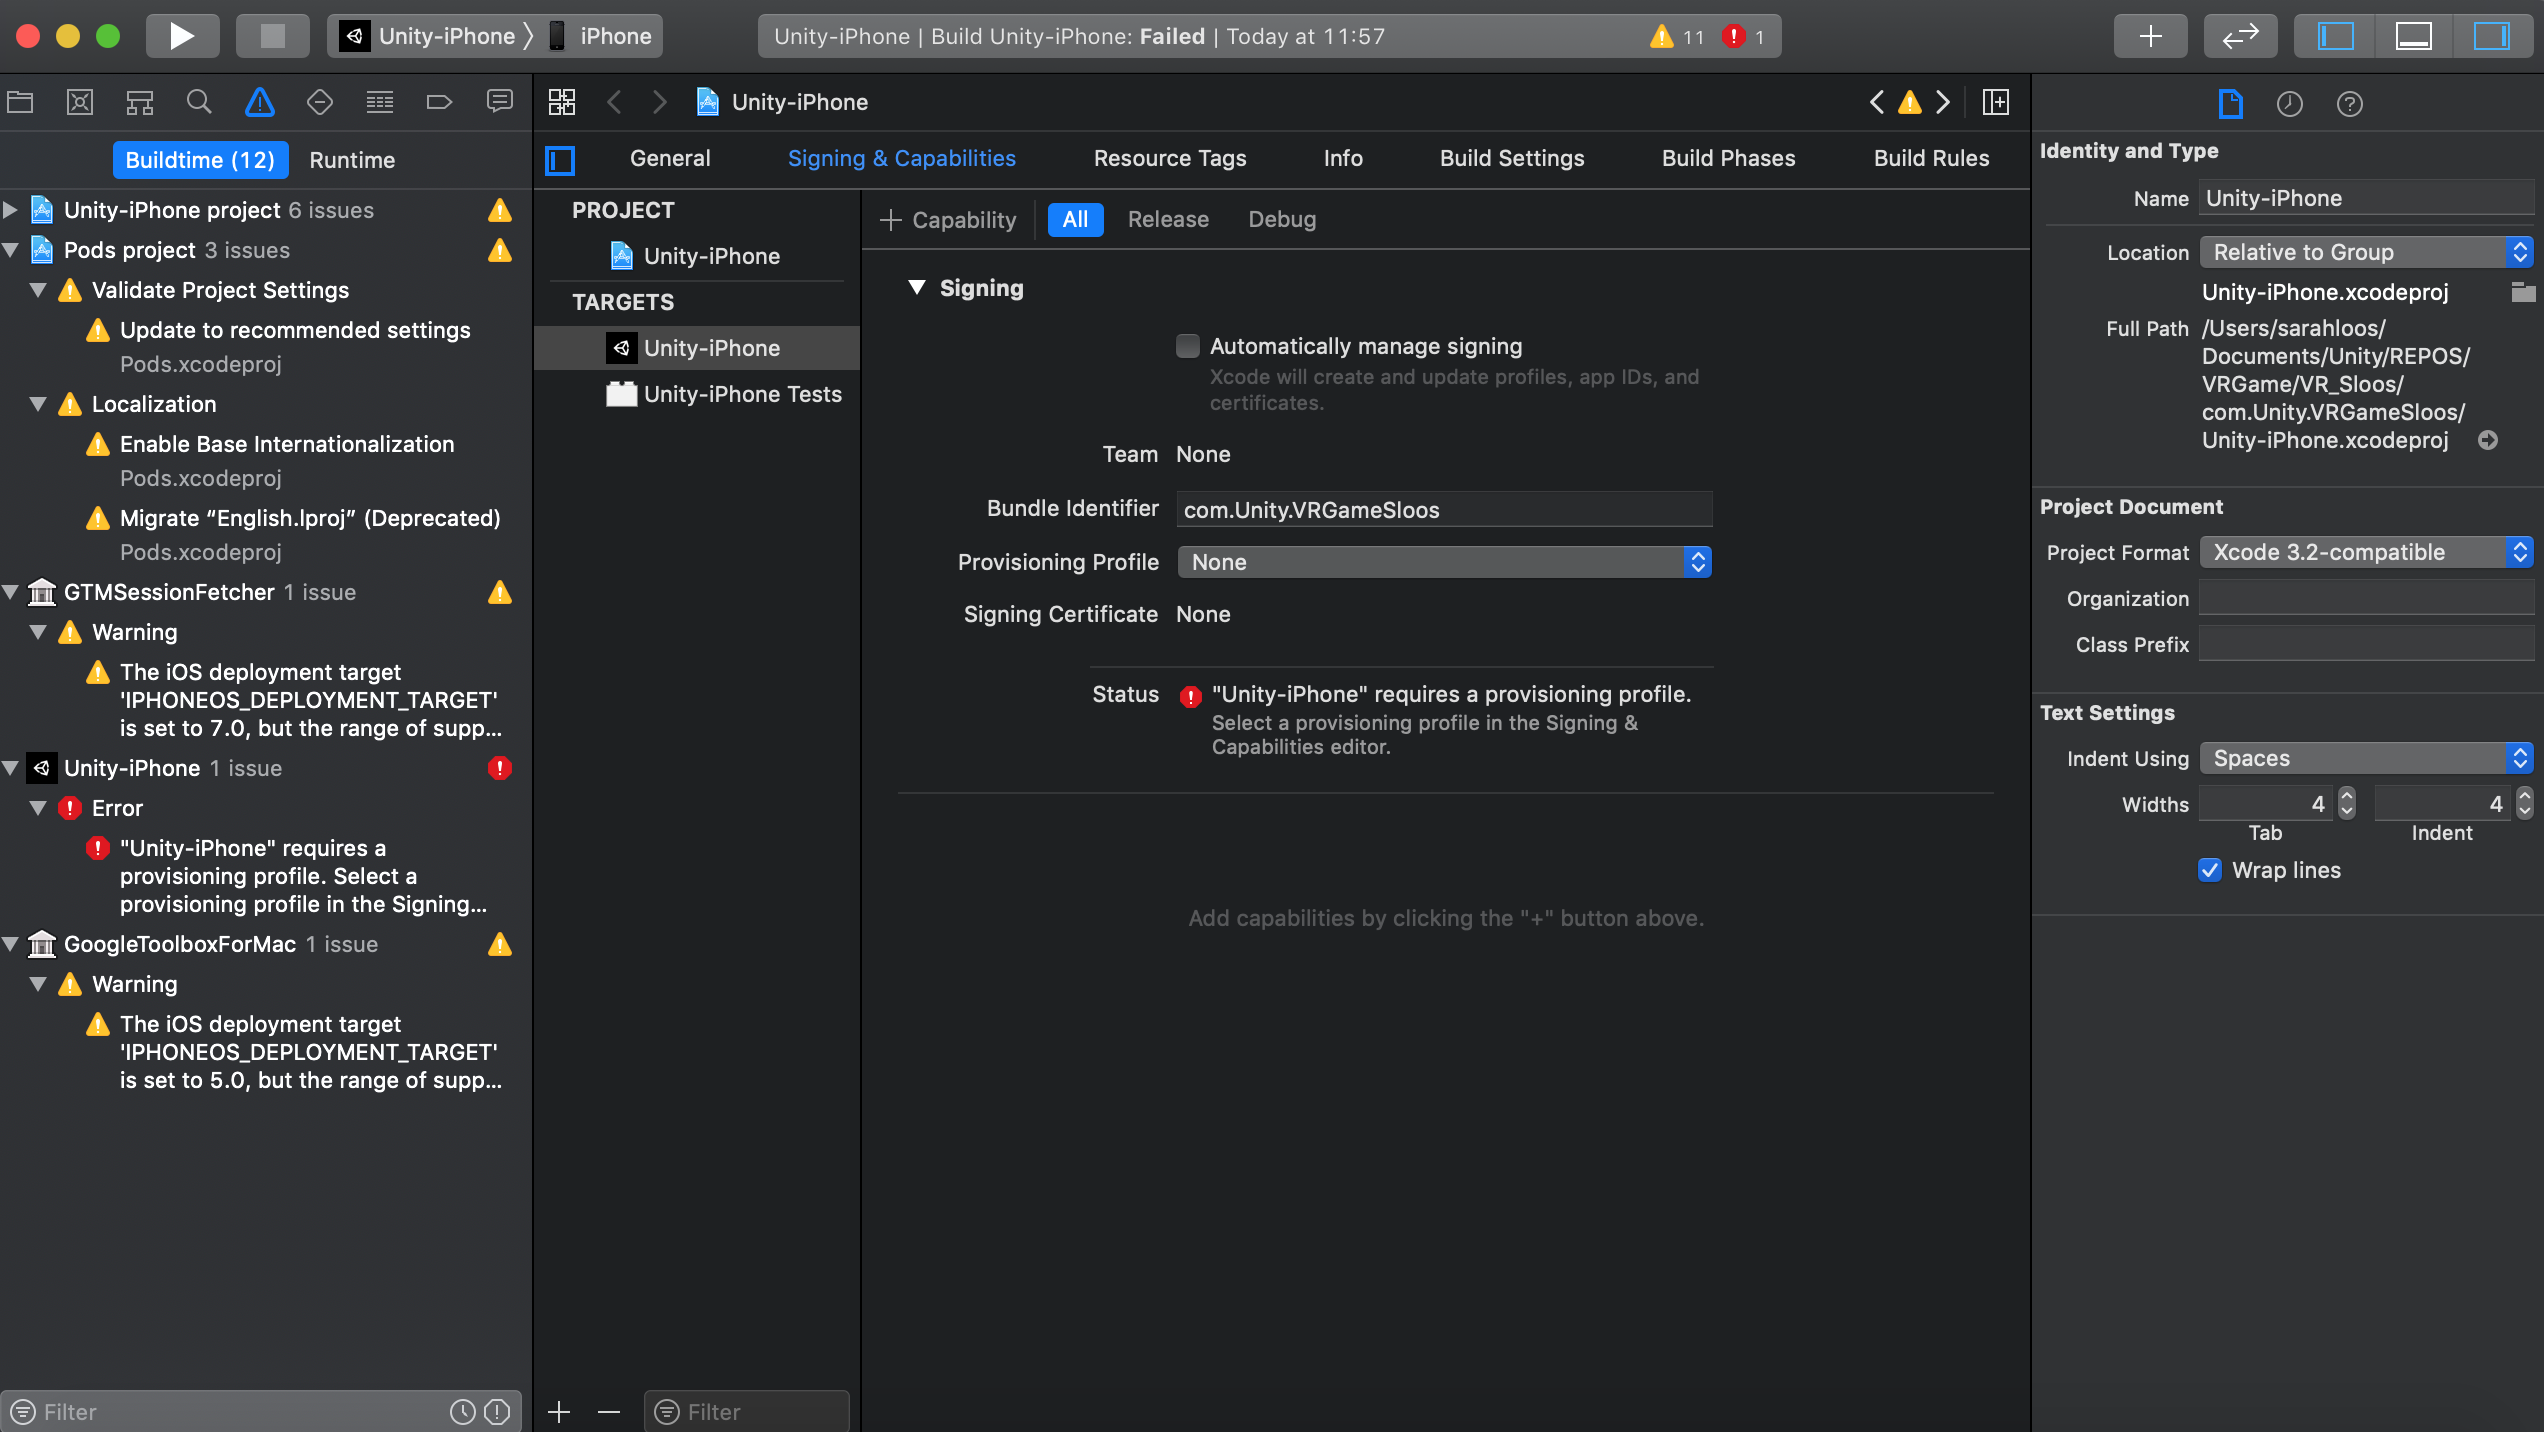 Unity-iPhone 〉 iPhone
Unity-iPhone | Build Unity-iPhone: Failed | Today at 11:57
11
1
Unity-iPhone
Buildtime (12)
Runtime
General
Signing & Capabilities
Resource Tags
Info
Build Settings
Build Phases
Build Rules
Unity-iPhone project 6 issues
Pods project 3 issues
Validate Project Settings
Update to recommended settings
Pods.xcodeproj
Localization
Enable Base Internationalization
Pods.xcodeproj
Migrate “English.lproj” (Deprecated)
Pods.xcodeproj
GTMSessionFetcher 1 issue
Warning
The iOS deployment target
'IPHONEOS_DEPLOYMENT_TARGET'
is set to 7.0, but the range of supp...
Unity-iPhone 1 issue
Error
"Unity-iPhone" requires a
provisioning profile. Select a
provisioning profile in the Signing...
GoogleToolboxForMac 1 issue
Warning
The iOS deployment target
'IPHONEOS_DEPLOYMENT_TARGET'
is set to 5.0, but the range of supp...
Filter
PROJECT
Unity-iPhone
TARGETS
Unity-iPhone
Unity-iPhone Tests
Filter
+ Capability
All
Release
Debug
Signing
Automatically manage signing
Xcode will create and update profiles, app IDs, and
certificates.
Team None
Bundle Identifier com.Unity.VRGameSloos
Provisioning Profile None
Signing Certificate None
Status "Unity-iPhone" requires a provisioning profile.
Select a provisioning profile in the Signing &
Capabilities editor.
Add capabilities by clicking the "+" button above.
Identity and Type
Name Unity-iPhone
Location Relative to Group
Unity-iPhone.xcodeproj
Full Path /Users/sarahloos/
Documents/Unity/REPOS/
VRGame/VR_Sloos/
com.Unity.VRGameSloos/
Unity-iPhone.xcodeproj
Project Document
Project Format Xcode 3.2-compatible
Organization
Class Prefix
Text Settings
Indent Using Spaces
Widths 4 4
Tab Indent
Wrap lines